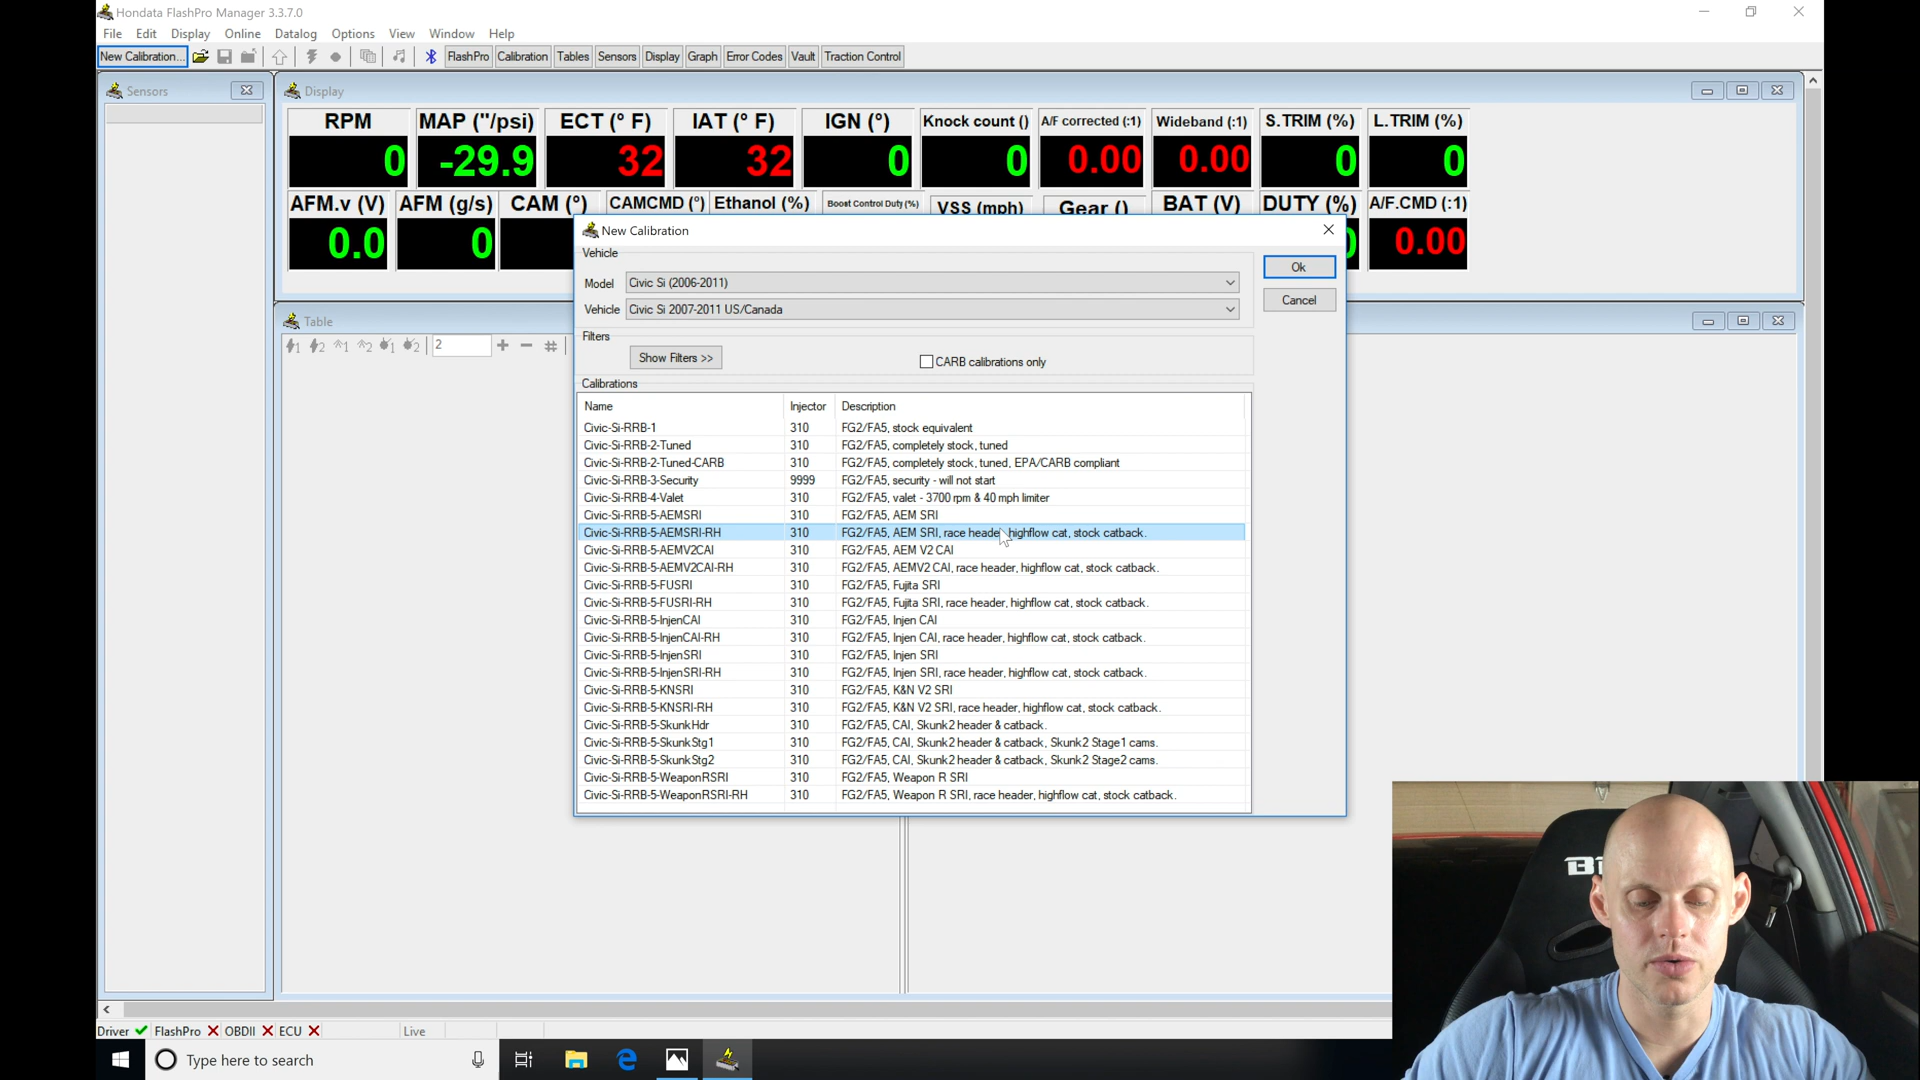 Hondata FlashPro Manager 3.3.7.0
File Edit Display Online Datalog Options View Window Help
New Calibration... FlashPro Calibration Tables Sensors Display Graph Error Codes Vault Traction Control
Sensors
Display
RPM MAP ("/psi) ECT (° F) IAT (° F) IGN (°) Knock count () A/F corrected (:1) Wideband (:1) S.TRIM (%) L.TRIM (%)
0 -29.9 32 32 0 0 0.00 0.00 0 0
AFM.v (V) AFM (g/s) CAM (°) CAMCMD (°) Ethanol (%) Boost Control Duty (%) VSS (mph) Gear () BAT (V) DUTY (%) A/F.CMD (:1)
0.0 0 0.00
New Calibration
Vehicle
Model Civic Si (2006-2011)
Ok
Vehicle Civic Si 2007-2011 US/Canada
Cancel
Table
2
Filters
Show Filters >>
CARB calibrations only
Calibrations
Name Injector Description
Civic-Si-RRB-1 310 FG2/FA5, stock equivalent
Civic-Si-RRB-2-Tuned 310 FG2/FA5, completely stock, tuned
Civic-Si-RRB-2-Tuned-CARB 310 FG2/FA5, completely stock, tuned, EPA/CARB compliant
Civic-Si-RRB-3-Security 9999 FG2/FA5, security - will not start
Civic-Si-RRB-4-Valet 310 FG2/FA5, valet - 3700 rpm & 40 mph limiter
Civic-Si-RRB-5-AEMSRI 310 FG2/FA5, AEM SRI
Civic-Si-RRB-5-AEMSRI-RH 310 FG2/FA5, AEM SRI, race header, highflow cat, stock catback.
Civic-Si-RRB-5-AEMV2CAI 310 FG2/FA5, AEM V2 CAI
Civic-Si-RRB-5-AEMV2CAI-RH 310 FG2/FA5, AEMV2 CAI, race header, highflow cat, stock catback.
Civic-Si-RRB-5-FUSRI 310 FG2/FA5, Fujita SRI
Civic-Si-RRB-5-FUSRI-RH 310 FG2/FA5, Fujita SRI, race header, highflow cat, stock catback.
Civic-Si-RRB-5-InjenCAI 310 FG2/FA5, Injen CAI
Civic-Si-RRB-5-InjenCAI-RH 310 FG2/FA5, Injen CAI, race header, highflow cat, stock catback.
Civic-Si-RRB-5-InjenSRI 310 FG2/FA5, Injen SRI
Civic-Si-RRB-5-InjenSRI-RH 310 FG2/FA5, Injen SRI, race header, highflow cat, stock catback.
Civic-Si-RRB-5-KNSRI 310 FG2/FA5, K&N V2 SRI
Civic-Si-RRB-5-KNSRI-RH 310 FG2/FA5, K&N V2 SRI, race header, highflow cat, stock catback.
Civic-Si-RRB-5-SkunkHdr 310 FG2/FA5, CAI, Skunk2 header & catback.
Civic-Si-RRB-5-SkunkStg1 310 FG2/FA5, CAI, Skunk2 header & catback, Skunk2 Stage1 cams.
Civic-Si-RRB-5-SkunkStg2 310 FG2/FA5, CAI, Skunk2 header & catback, Skunk2 Stage2 cams.
Civic-Si-RRB-5-WeaponRSRI 310 FG2/FA5, Weapon R SRI
Civic-Si-RRB-5-WeaponRSRI-RH 310 FG2/FA5, Weapon R SRI, race header, highflow cat, stock catback.
Driver FlashPro OBDII ECU Live
Type here to search